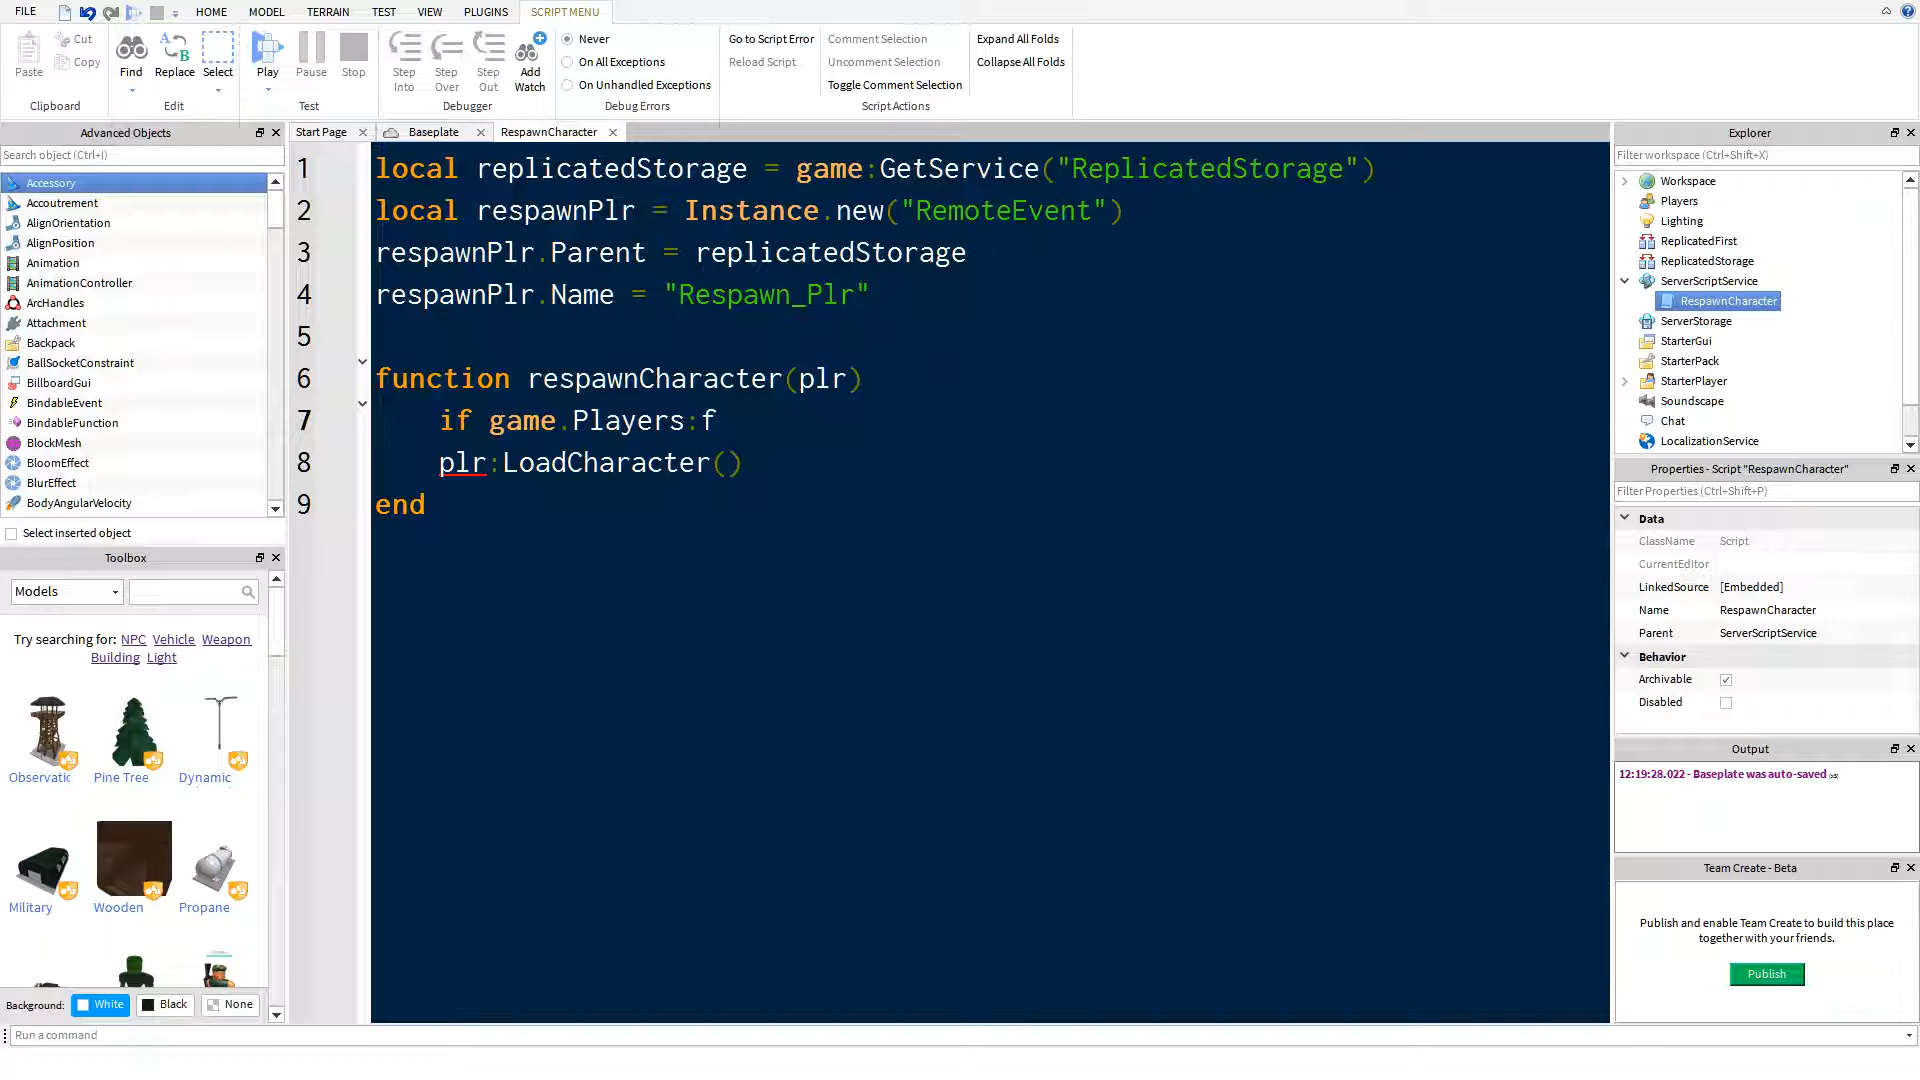 FILE HOME MODEL TERRAIN TEST VIEW PLUGINS SCRIPT MENU
Paste Cut Copy
Clipboard
Find Replace Select
Edit
Play Pause Stop
Test
Step Into Step Over Step Out Add Watch
Debugger
Never
On All Exceptions
On Unhandled Exceptions
Debug Errors
Go to Script Error
Reload Script
Comment Selection
Uncomment Selection
Toggle Comment Selection
Script Actions
Expand All Folds
Collapse All Folds
Advanced Objects
Search object (Ctrl+I)
Accessory
Accoutrement
AlignOrientation
AlignPosition
Animation
AnimationController
ArcHandles
Attachment
Backpack
BallSocketConstraint
BillboardGui
BindableEvent
BindableFunction
BlockMesh
BloomEffect
BlurEffect
BodyAngularVelocity
Select inserted object
Toolbox
Models
Try searching for: NPC Vehicle Weapon
Building Light
Observatic Pine Tree Dynamic
Military Wooden Propane
Background: White Black None
Run a command
Start Page Baseplate RespawnCharacter
1 local replicatedStorage = game:GetService("ReplicatedStorage")
2 local respawnPlr = Instance.new("RemoteEvent")
3 respawnPlr.Parent = replicatedStorage
4 respawnPlr.Name = "Respawn_Plr"
5
6 function respawnCharacter(plr)
7 if game.Players:f
8 plr:LoadCharacter()
9 end
Explorer
Filter workspace (Ctrl+Shift+X)
Workspace
Players
Lighting
ReplicatedFirst
ReplicatedStorage
ServerScriptService
RespawnCharacter
ServerStorage
StarterGui
StarterPack
StarterPlayer
Soundscape
Chat
LocalizationService
Properties - Script "RespawnCharacter"
Filter Properties (Ctrl+Shift+P)
Data
ClassName Script
CurrentEditor
LinkedSource [Embedded]
Name RespawnCharacter
Parent ServerScriptService
Behavior
Archivable
Disabled
Output
12:19:28.022 - Baseplate was auto-saved
Team Create - Beta
Publish and enable Team Create to build this place
together with your friends.
Publish